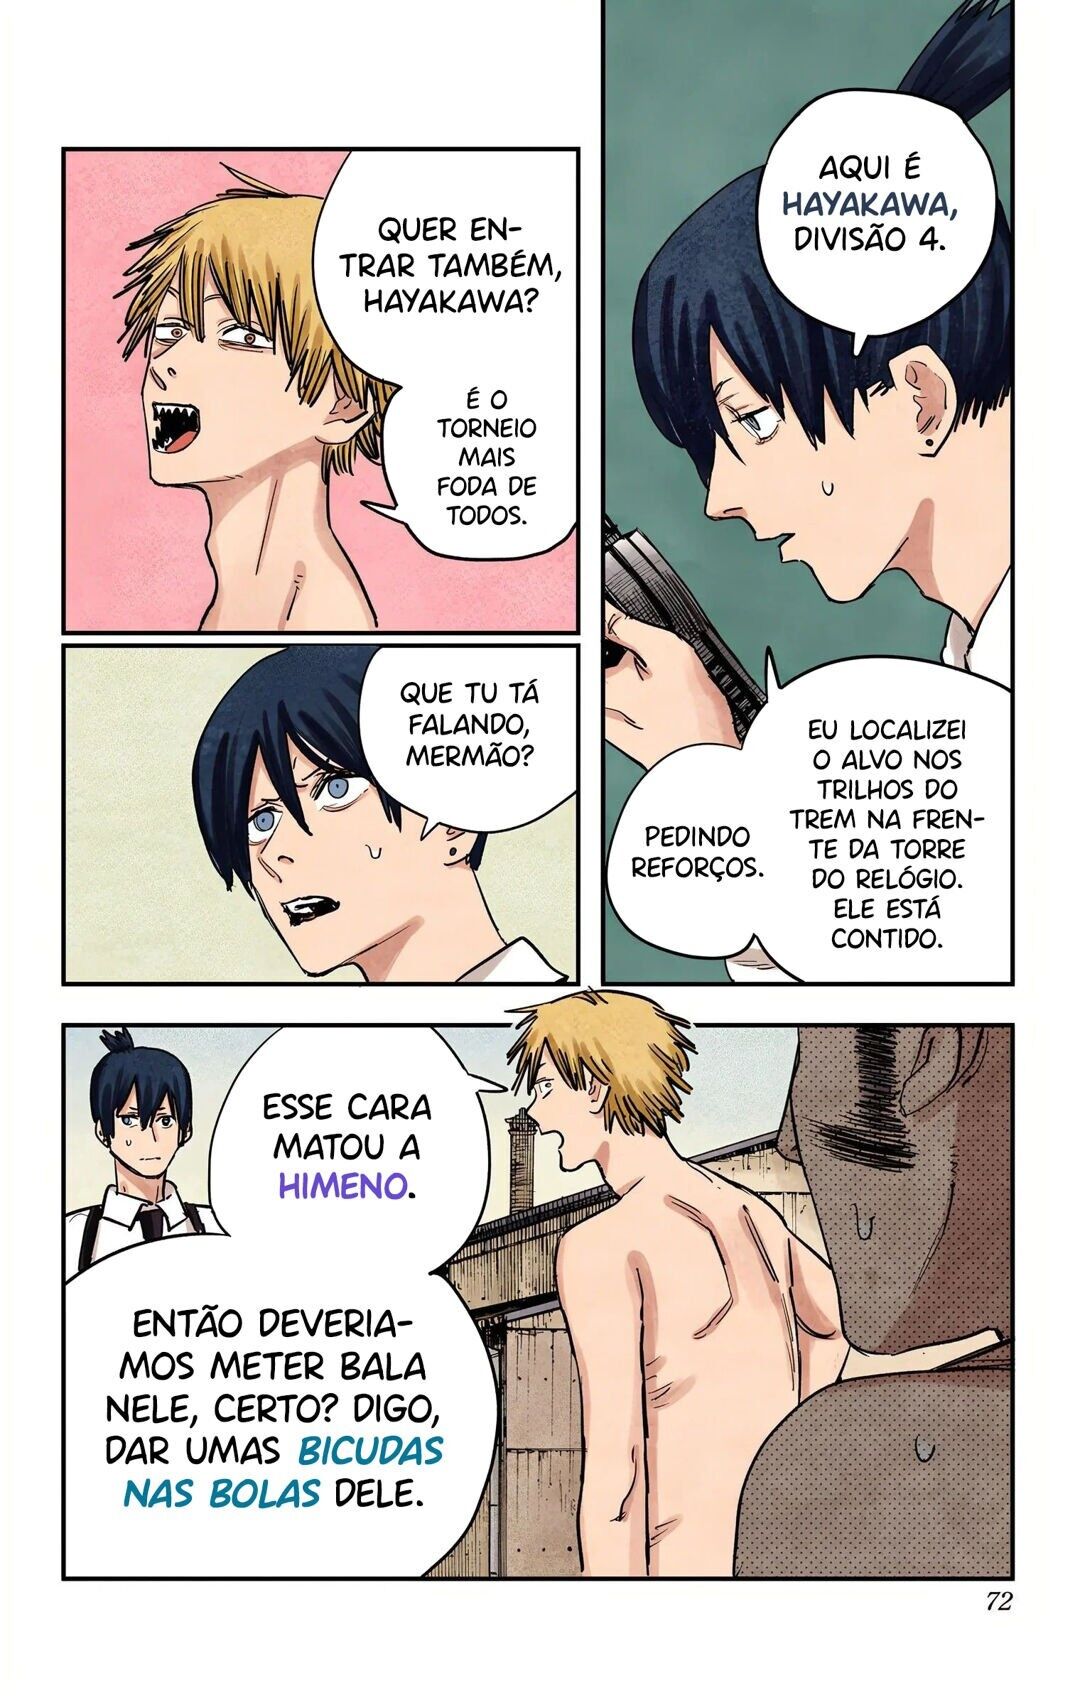 AQUI É
HAYAKAWA,
DIVISÃO 4.
EU LOCALIZEI
O ALVO NOS
TRILHOS DO
TREM NA FREN-
TE DA TORRE
DO RELÓGIO.
ELE ESTÁ
CONTIDO.
PEDINDO
REFORÇOS.
QUER EN-
TRAR TAMBÉM,
HAYAKAWA?
É O
TORNEIO
MAIS
FODA DE
TODOS.
QUE TU TÁ
FALANDO,
MERMÃO?
ESSE CARA
MATOU A
HIMENO.
ENTÃO DEVERIA-
MOS METER BALA
NELE, CERTO? DIGO,
DAR UMAS BICUDAS
NAS BOLAS DELE.
72